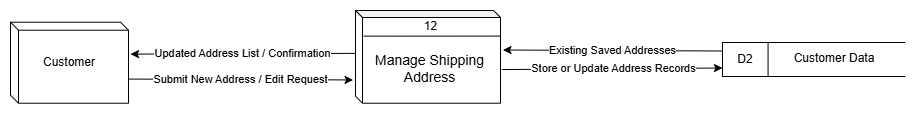 12
Customer
Updated Address List / Confirmation
Submit New Address / Edit Request
Manage Shipping
Address
Existing Saved Addresses
Store or Update Address Records
D2
Customer Data